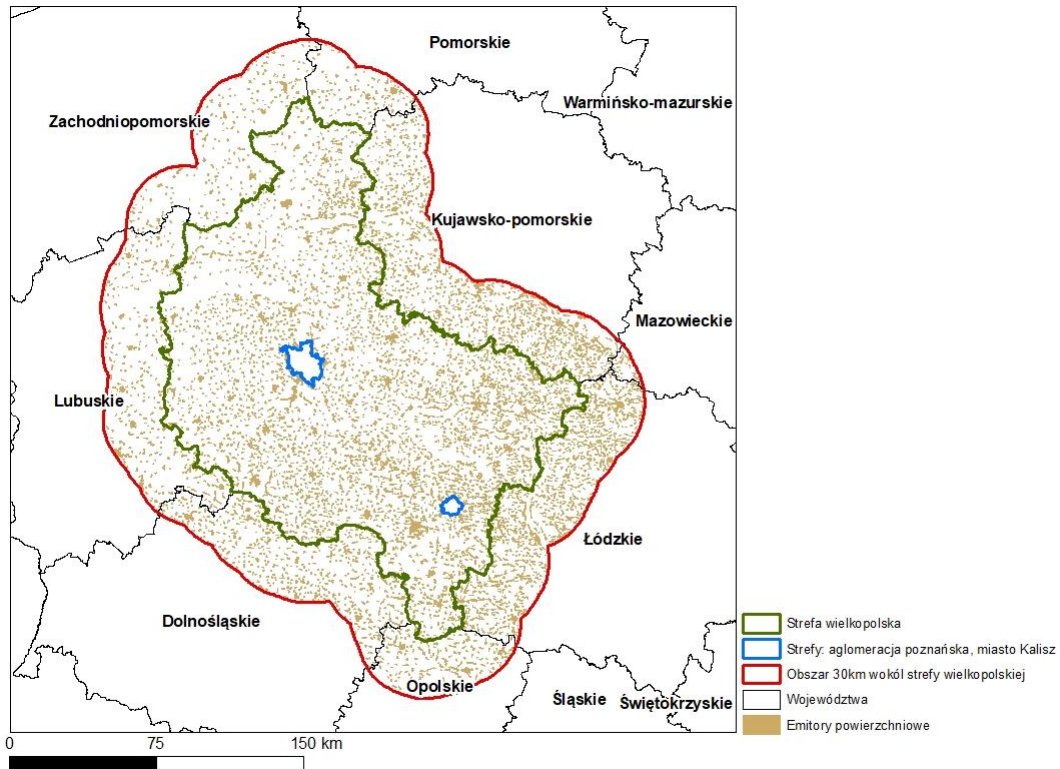 Pomorskie
Warmińsko-mazurskie
Zachodniopomorskie
Kujawsko-pomorskie
Mazowieckie
Lubuskie
Łódzkie
Dolnośląskie
Opolskie
Śląskie
Świętokrzyskie
Strefa wielkopolska
Strefy: aglomeracja poznańska, miasto Kalisz
Obszar 30km wokól strefy wielkopolskiej
Województwa
Emitory powierzchniowe
0 75 150 km